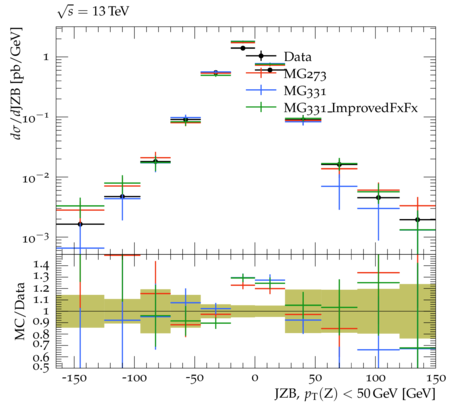 √s = 13 TeV
dσ/dJZB [pb/GeV]
1
10⁻¹
10⁻²
10⁻³
Data
MG273
MG331
MG331_ImprovedFxFx
MC/Data
1.4
1.3
1.2
1.1
1
0.9
0.8
0.7
0.6
0.5
-150 -100 -50 0 50 100 150
JZB, p_T(Z) < 50 GeV [GeV]